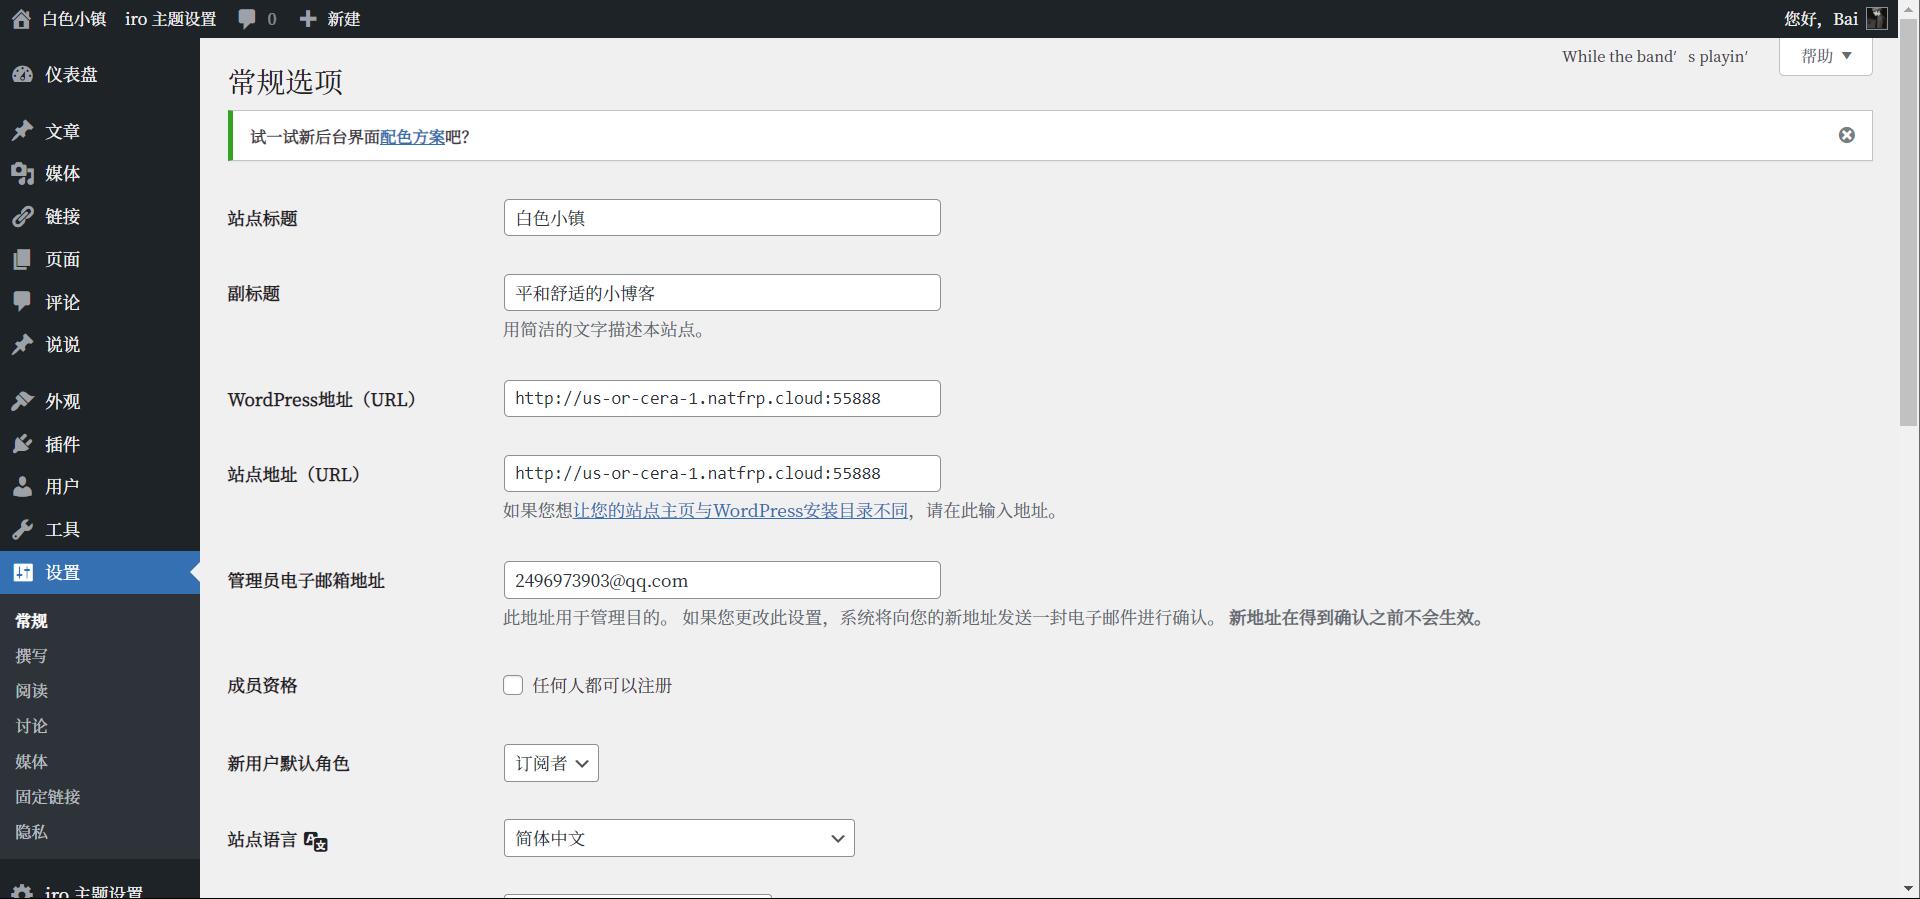 白色小镇 iro 主题设置 0 新建 您好，Bai
While the band’s playin’ 帮助
仪表盘
文章
媒体
链接
页面
评论
说说
外观
插件
用户
工具
设置
常规
撰写
阅读
讨论
媒体
固定链接
隐私
iro 主题设置
常规选项
试一试新后台界面配色方案吧？
站点标题 白色小镇
副标题 平和舒适的小博客
用简洁的文字描述本站点。
WordPress地址（URL） http://us-or-cera-1.natfrp.cloud:55888
站点地址（URL） http://us-or-cera-1.natfrp.cloud:55888
如果您想让您的站点主页与WordPress安装目录不同，请在此输入地址。
管理员电子邮箱地址 2496973903@qq.com
此地址用于管理目的。 如果您更改此设置，系统将向您的新地址发送一封电子邮件进行确认。 新地址在得到确认之前不会生效。
成员资格 任何人都可以注册
新用户默认角色 订阅者
站点语言 简体中文